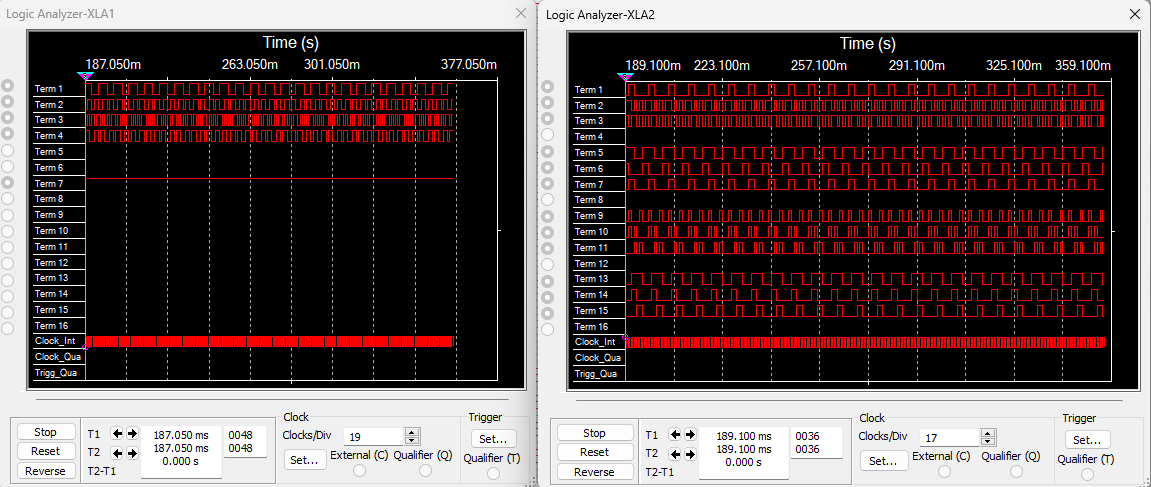 Logic Analyzer-XLA1
Time (s)
187.050m 263.050m 301.050m 377.050m
Term 1
Term 2
Term 3
Term 4
Term 5
Term 6
Term 7
Term 8
Term 9
Term 10
Term 11
Term 12
Term 13
Term 14
Term 15
Term 16
Clock_Int
Clock_Qua
Trigg_Qua
Stop
Reset
Reverse
T1
T2
T2-T1
187.050 ms
187.050 ms
0.000 s
0048
0048
Clock
Clocks/Div 19
Set...
External (C) Qualifier (Q)
Trigger
Set...
Qualifier (T)
Logic Analyzer-XLA2
Time (s)
189.100m 223.100m 257.100m 291.100m 325.100m 359.100m
Term 1
Term 2
Term 3
Term 4
Term 5
Term 6
Term 7
Term 8
Term 9
Term 10
Term 11
Term 12
Term 13
Term 14
Term 15
Term 16
Clock_Int
Clock_Qua
Trigg_Qua
Stop
Reset
Reverse
T1
T2
T2-T1
189.100 ms
189.100 ms
0.000 s
0036
0036
Clock
Clocks/Div 17
Set...
External (C) Qualifier (Q)
Trigger
Set...
Qualifier (T)